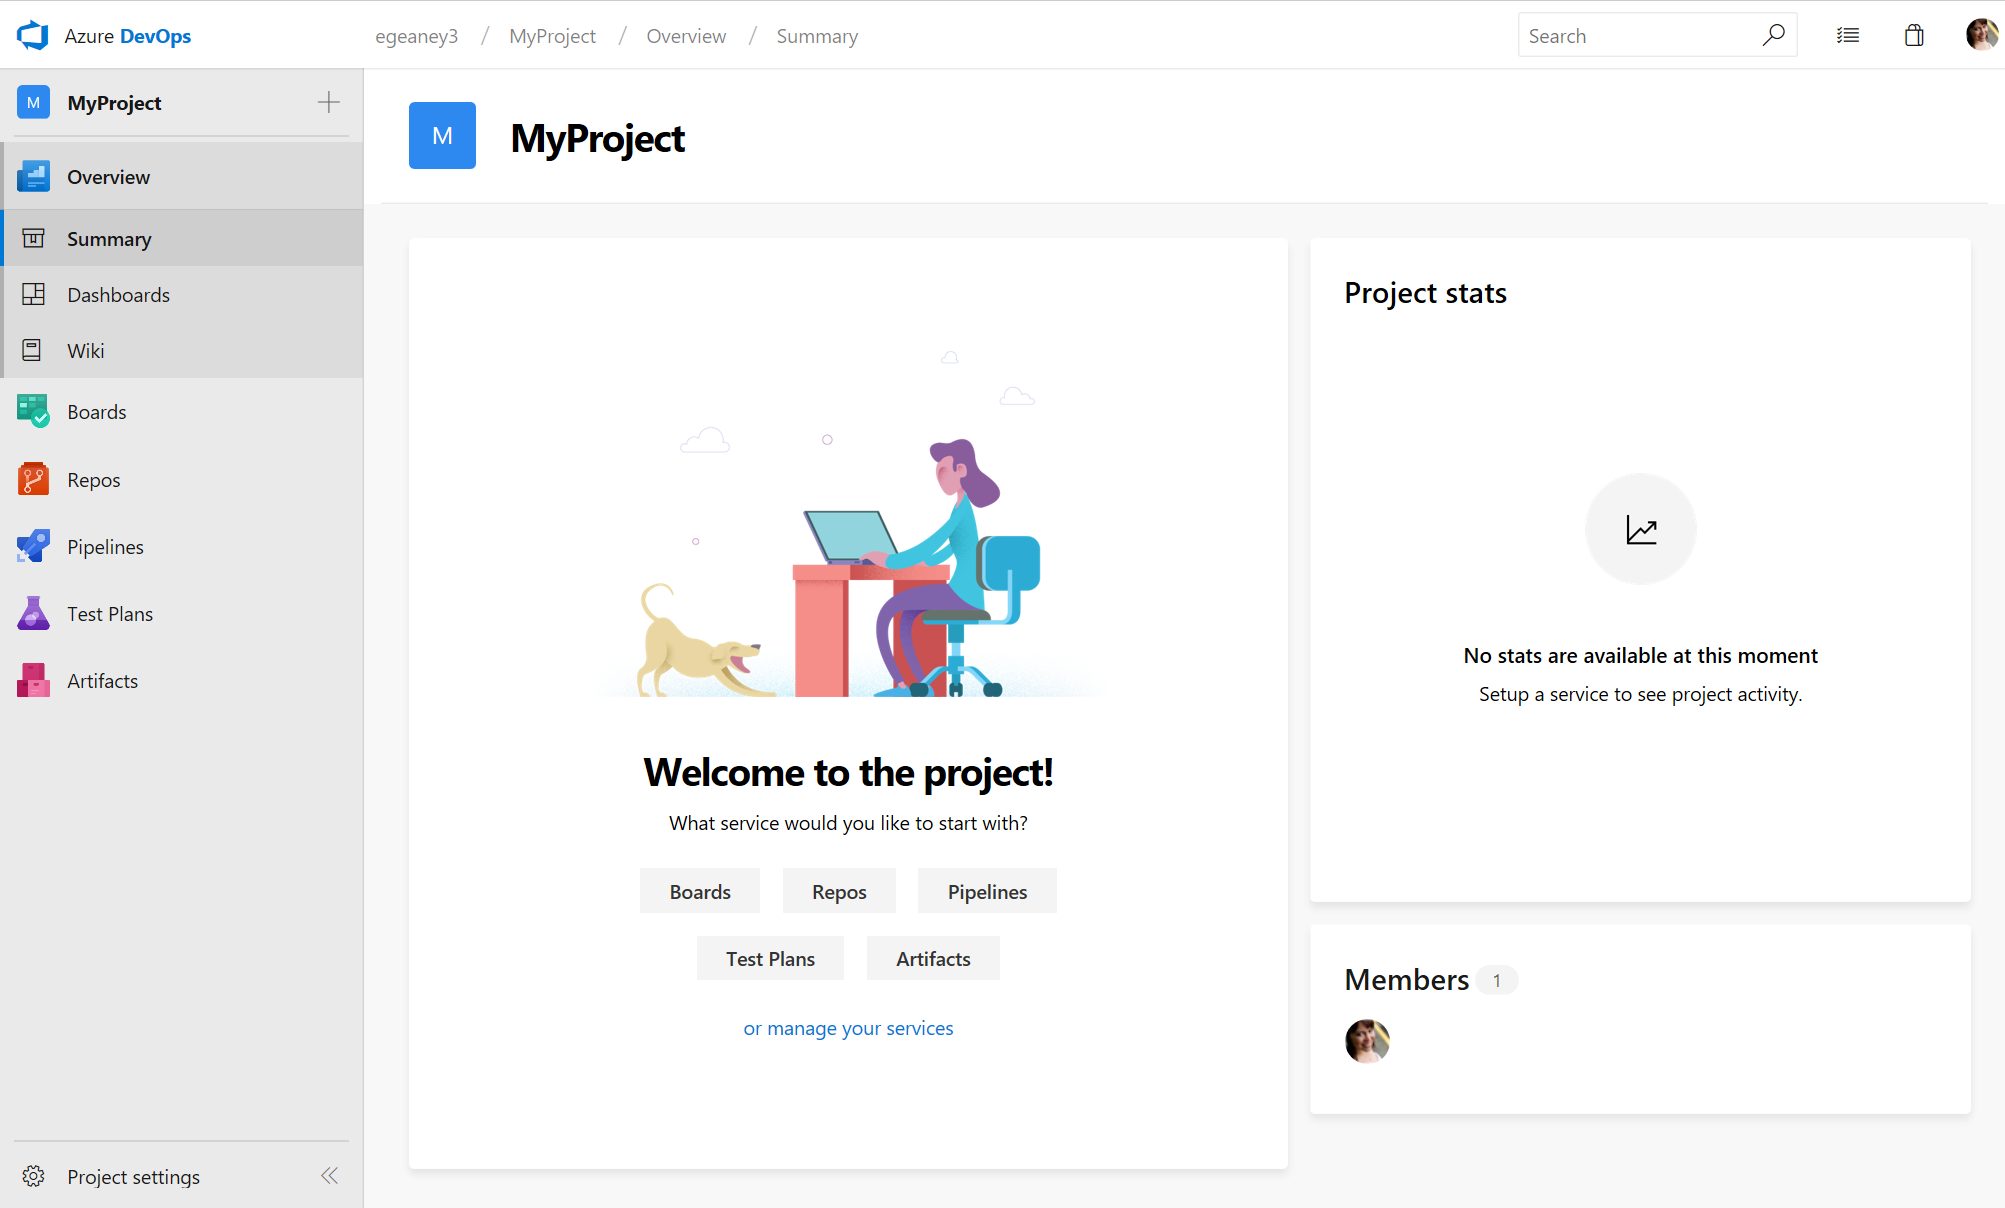 Azure DevOps
egeaney3 / MyProject / Overview / Summary
Search
M MyProject
Overview
Summary
Dashboards
Wiki
Boards
Repos
Pipelines
Test Plans
Artifacts
Project settings
M MyProject
Welcome to the project!
What service would you like to start with?
Boards Repos Pipelines
Test Plans Artifacts
or manage your services
Project stats
No stats are available at this moment
Setup a service to see project activity.
Members 1